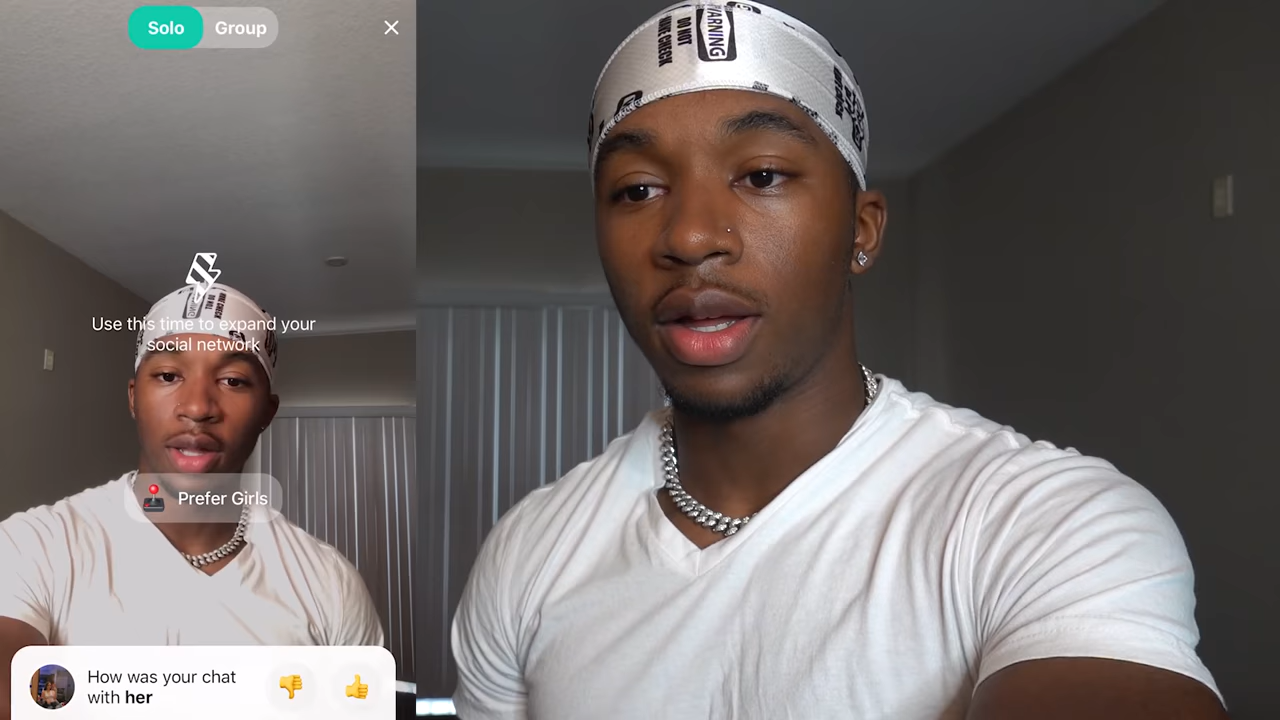 Solo
Group
Use this time to expand your
social network
Prefer Girls
How was your chat
with her
WARNING
DO NOT